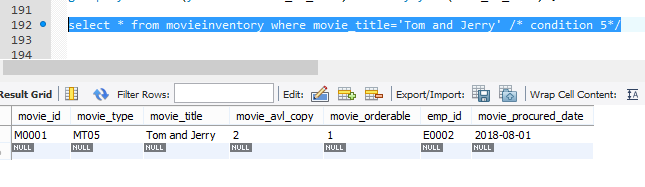 191
192 select * from movieinventory where movie_title='Tom and Jerry' /* condition 5*/
193
194
Result Grid Filter Rows: Edit: Export/Import: Wrap Cell Content:
movie_id movie_type movie_title movie_avl_copy movie_orderable emp_id movie_procured_date
M0001 MT05 Tom and Jerry 2 1 E0002 2018-08-01
NULL NULL NULL NULL NULL NULL NULL